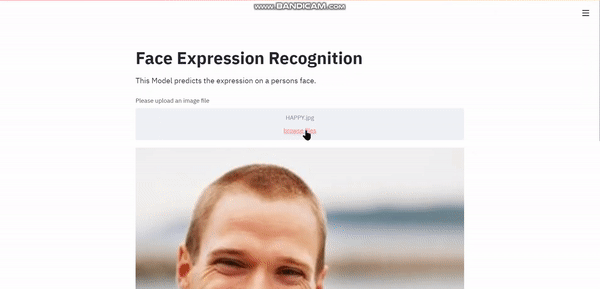 www.BANDICAM.com
Face Expression Recognition
This Model predicts the expression on a persons face.
Please upload an image file
HAPPY.jpg
browse files